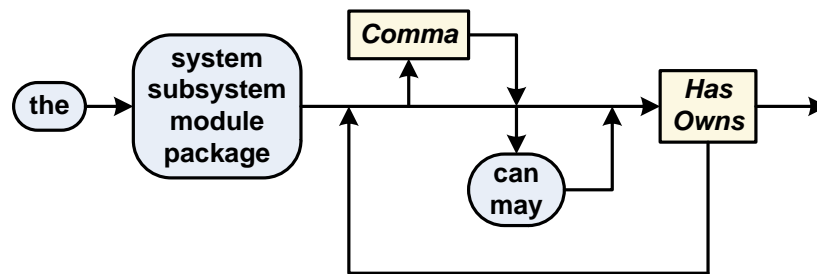 the
system
subsystem
module
package
Comma
can
may
Has
Owns